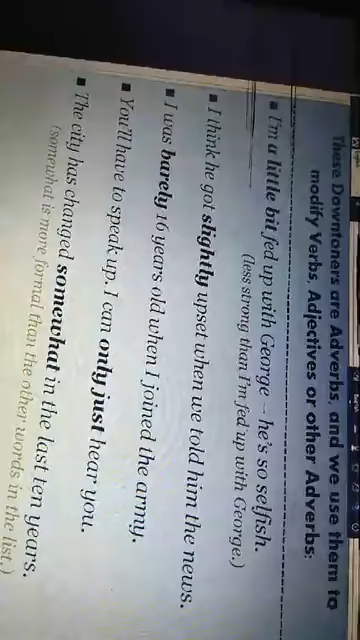 These Downtoners are Adverbs, and we use them to
modify Verbs, Adjectives or other Adverbs:
▪ I'm a little bit fed up with George – he's so selfish.
(less strong than I'm fed up with George.)
▪ I think he got slightly upset when we told him the news.
▪ I was barely 16 years old when I joined the army.
▪ You'll have to speak up. I can only just hear you.
▪ The city has changed somewhat in the last ten years.
(somewhat is more formal than the other words in the list.)